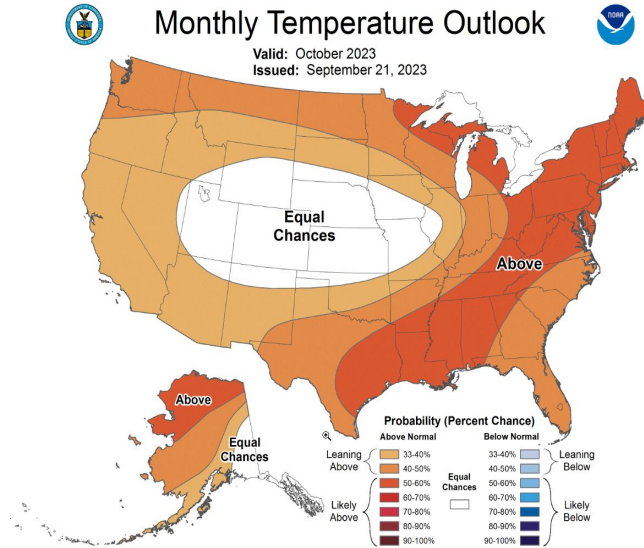 Monthly Temperature Outlook
NOAA
Valid: October 2023
Issued: September 21, 2023
Equal
Chances
Above
Above
Equal
Chances
Probability (Percent Chance)
Above Normal
Below Normal
Leaning
Above
33-40%
40-50%
Likely
Above
50-60%
60-70%
70-80%
80-90%
90-100%
Equal
Chances
33-40%
40-50%
Leaning
Below
50-60%
60-70%
70-80%
80-90%
90-100%
Likely
Below